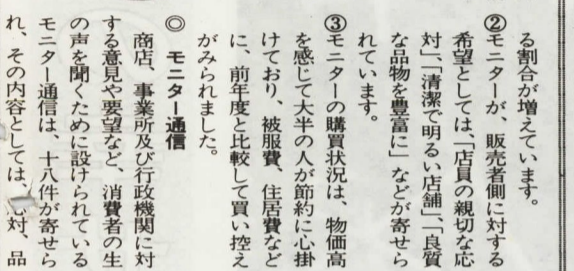 る割合が増えています。
②モニターが、販売者側に対する
希望としては、「店員の親切な応
対」、「清潔で明るい店舗」、「良質
な品物を豊富に」などが寄せら
れています。
③モニターの購買状況は、物価高
を感じて大半の人が節約に心掛
けており、被服費、住居費など
に、前年度と比較して買い控え
がみられました。
◎ モニター通信
商店、事業所及び行政機関に対
する意見や要望など、消費者の生
の声を聞くために設けられている
モニター通信は、十八件が寄せら
れ、その内容としては、対、品